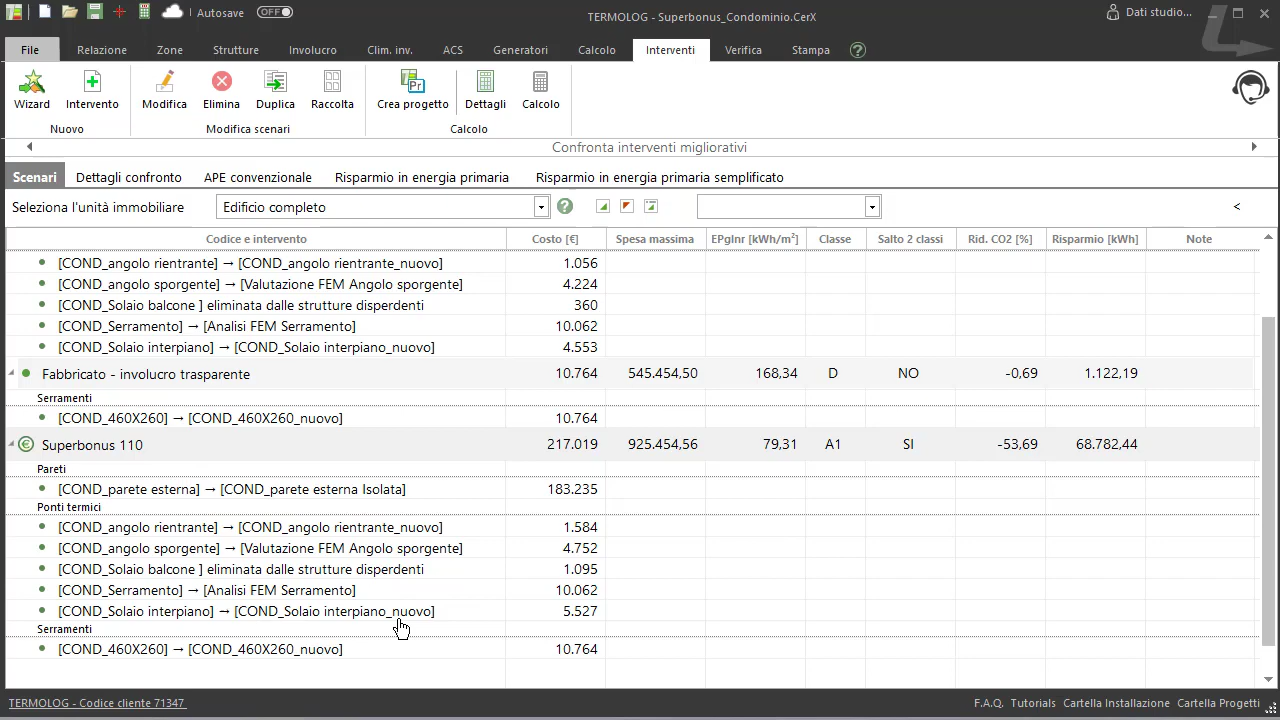 Autosave OFF
TERMOLOG - Superbonus_Condominio.CerX
Dati studio...
File Relazione Zone Strutture Involucro Clim. inv. ACS Generatori Calcolo Interventi Verifica Stampa ?
Wizard Intervento Modifica Elimina Duplica Raccolta Crea progetto Dettagli Calcolo
Nuovo Modifica scenari Calcolo
Confronta interventi migliorativi
Scenari Dettagli confronto APE convenzionale Risparmio in energia primaria Risparmio in energia primaria semplificato
Seleziona l'unità immobiliare Edificio completo ? <
Codice e intervento Costo [€] Spesa massima EPglnr [kWh/m²] Classe Salto 2 classi Rid. CO2 [%] Risparmio [kWh] Note
[COND_angolo rientrante] → [COND_angolo rientrante_nuovo] 1.056
[COND_angolo sporgente] → [Valutazione FEM Angolo sporgente] 4.224
[COND_Solaio balcone ] eliminata dalle strutture disperdenti 360
[COND_Serramento] → [Analisi FEM Serramento] 10.062
[COND_Solaio interpiano] → [COND_Solaio interpiano_nuovo] 4.553
Fabbricato - involucro trasparente 10.764 545.454,50 168,34 D NO -0,69 1.122,19
Serramenti
[COND_460X260] → [COND_460X260_nuovo] 10.764
€ Superbonus 110 217.019 925.454,56 79,31 A1 SI -53,69 68.782,44
Pareti
[COND_parete esterna] → [COND_parete esterna Isolata] 183.235
Ponti termici
[COND_angolo rientrante] → [COND_angolo rientrante_nuovo] 1.584
[COND_angolo sporgente] → [Valutazione FEM Angolo sporgente] 4.752
[COND_Solaio balcone ] eliminata dalle strutture disperdenti 1.095
[COND_Serramento] → [Analisi FEM Serramento] 10.062
[COND_Solaio interpiano] → [COND_Solaio interpiano_nuovo] 5.527
Serramenti
[COND_460X260] → [COND_460X260_nuovo] 10.764
TERMOLOG - Codice cliente 71347 F.A.Q. Tutorials Cartella Installazione Cartella Progetti